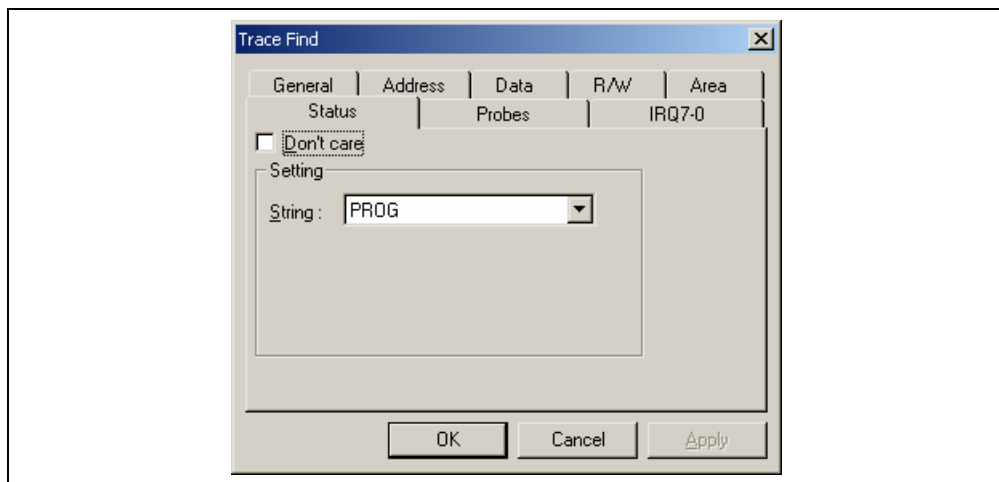 Trace Find
General Address Data R/W Area
Status Probes IRQ7-0
Don't care
Setting
String : PROG
OK Cancel Apply